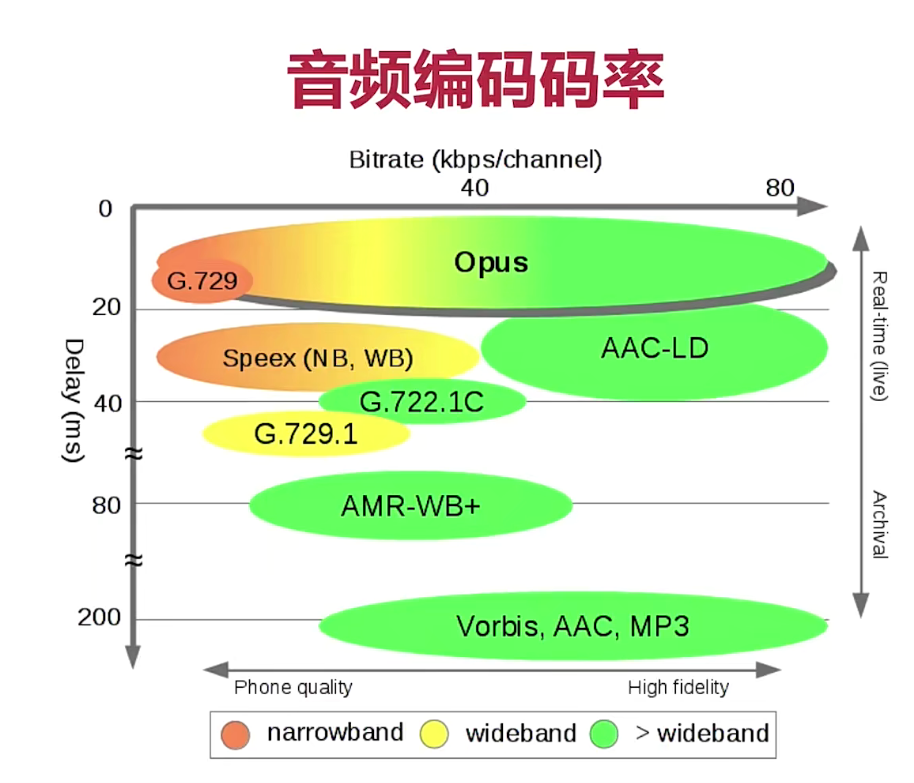 音频编码码率
Bitrate (kbps/channel)
40
80
0
Opus
G.729
20
Speex (NB, WB)
AAC-LD
40
G.722.1C
G.729.1
≈
80
AMR-WB+
≈
200
Vorbis, AAC, MP3
Delay (ms)
Real-time (live)
Archival
Phone quality
High fidelity
narrowband
wideband
> wideband